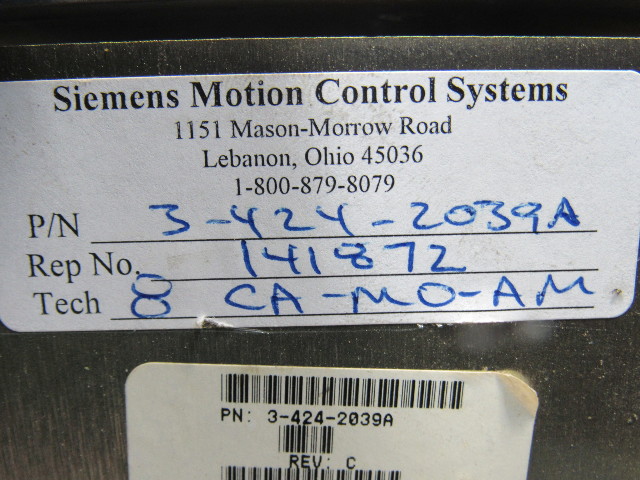 Siemens Motion Control Systems
1151 Mason-Morrow Road
Lebanon, Ohio 45036
1-800-879-8079
P/N 3-424-2039A
Rep No. 141872
Tech 8 CA-MO-AM
PN: 3-424-2039A
REV: C